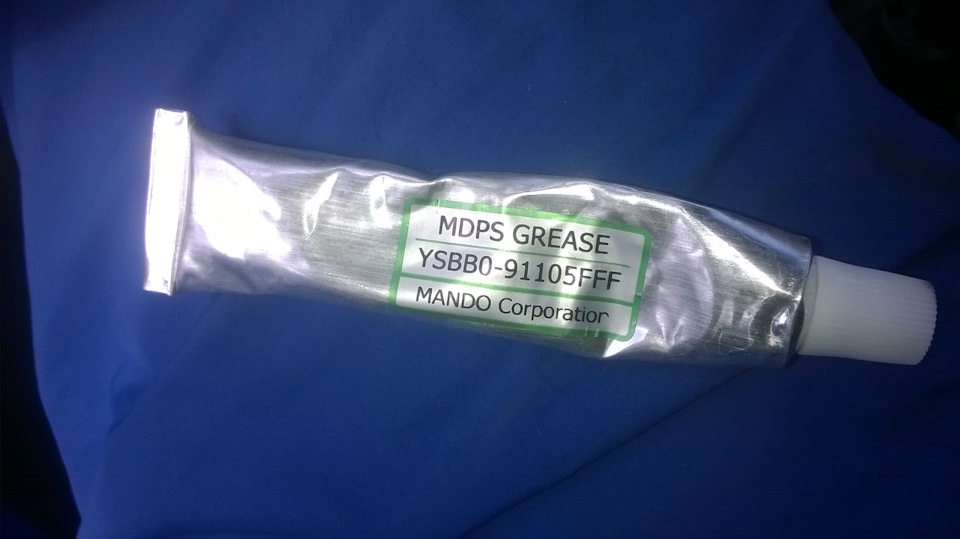 MDPS GREASE
YSBB0-91105FFF
MANDO Corporation